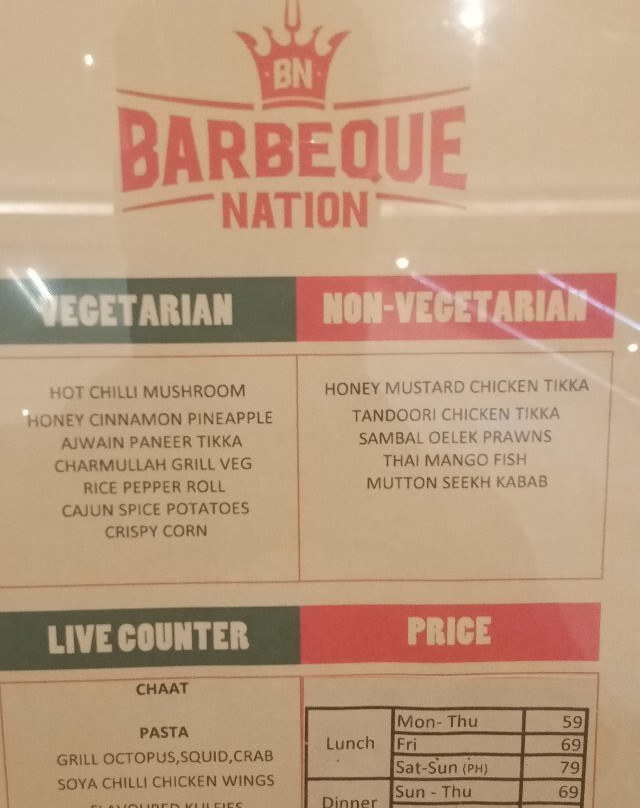 BN
BARBEQUE
NATION
VEGETARIAN
HOT CHILLI MUSHROOM
HONEY CINNAMON PINEAPPLE
AJWAIN PANEER TIKKA
CHARMULLAH GRILL VEG
RICE PEPPER ROLL
CAJUN SPICE POTATOES
CRISPY CORN
NON-VEGETARIAN
HONEY MUSTARD CHICKEN TIKKA
TANDOORI CHICKEN TIKKA
SAMBAL OELEK PRAWNS
THAI MANGO FISH
MUTTON SEEKH KABAB
LIVE COUNTER
CHAAT
PASTA
GRILL OCTOPUS,SQUID,CRAB
SOYA CHILLI CHICKEN WINGS
FLAVOURED KULFIES
PRICE
Lunch
Mon- Thu 59
Fri 69
Sat-Sun (PH) 79
Dinner
Sun - Thu 69